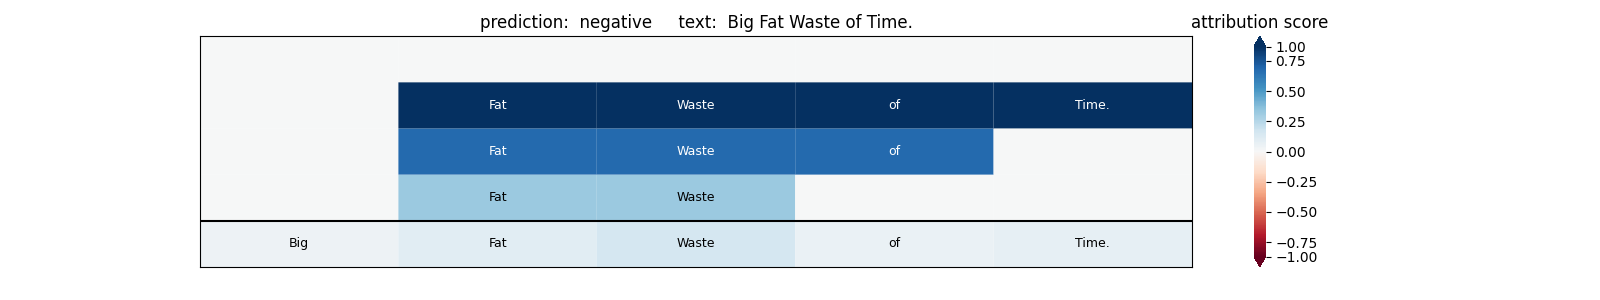 prediction:  negative     text:  Big Fat Waste of Time.
attribution score
Fat Waste of Time.
Fat Waste of
Fat Waste
Big Fat Waste of Time.
1.00
0.75
0.50
0.25
0.00
−0.25
−0.50
−0.75
−1.00